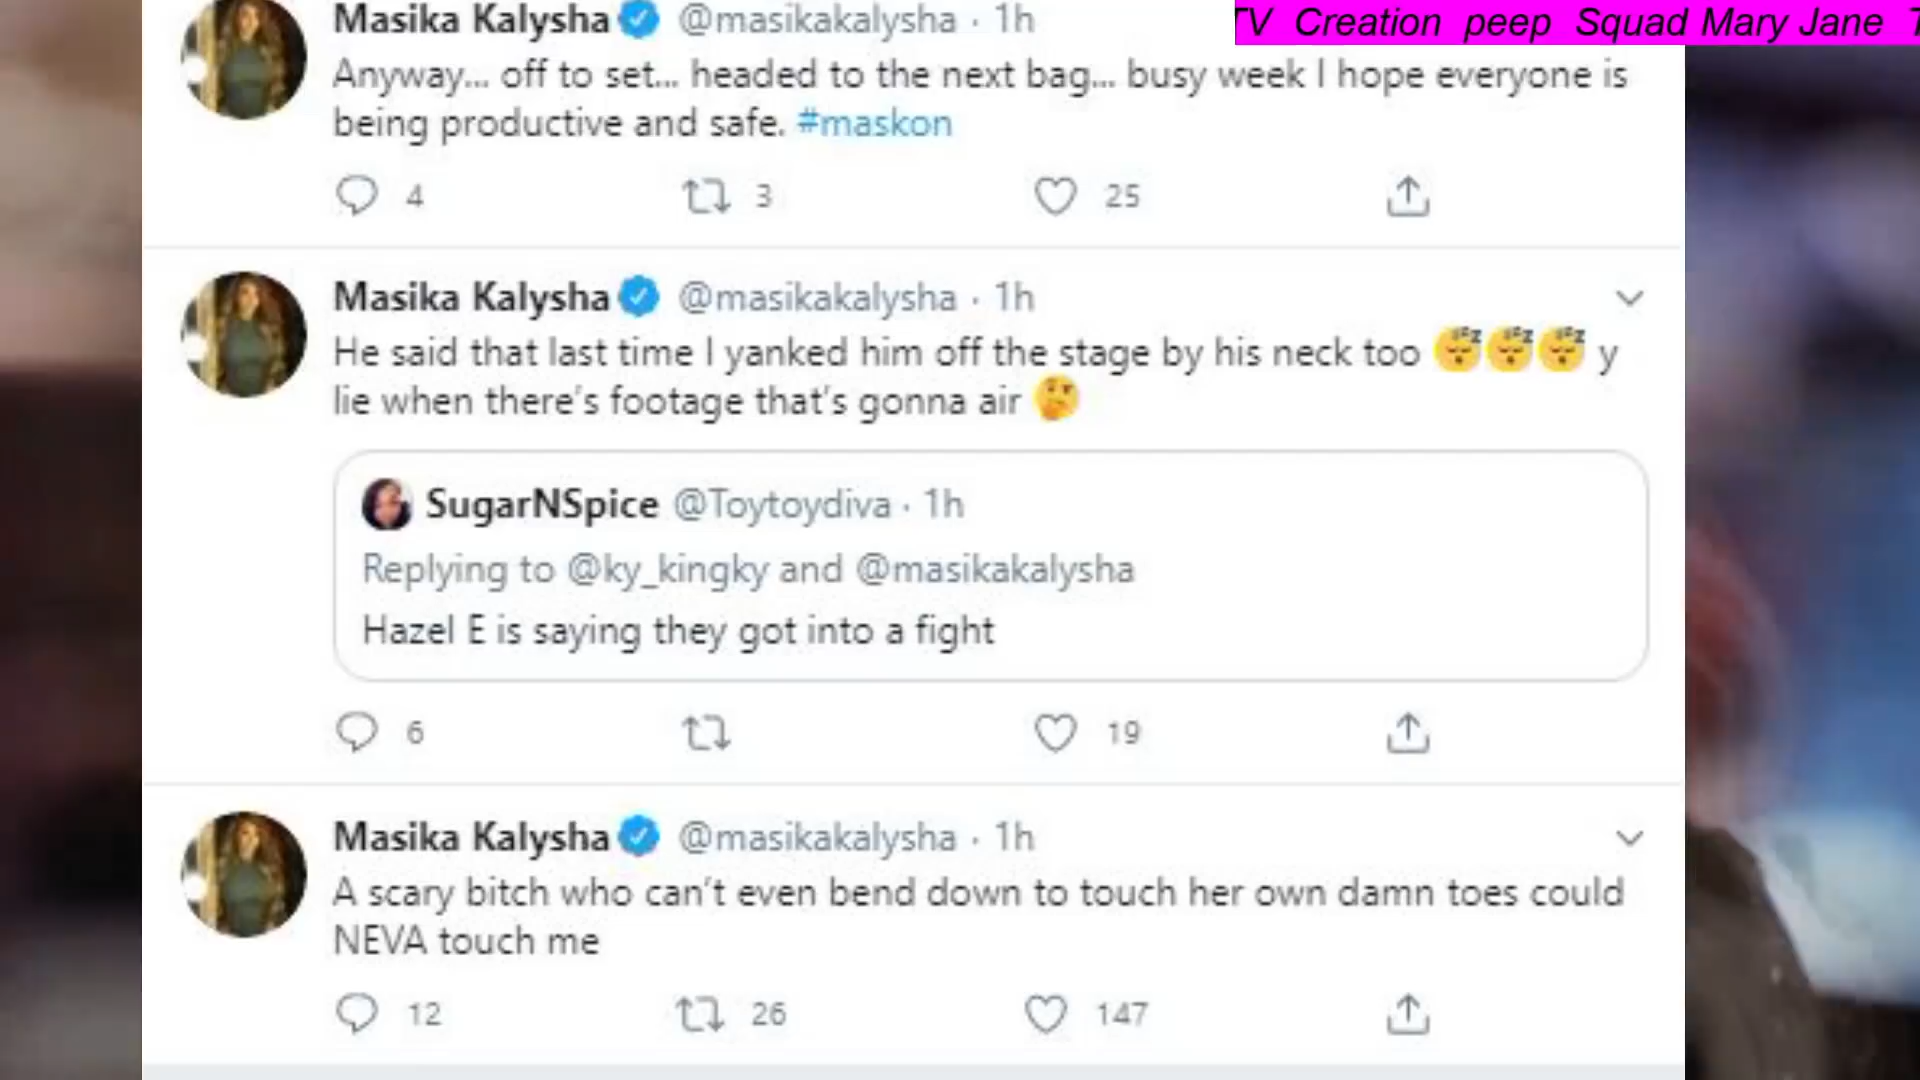 TV Creation peep Squad Mary Jane
Masika Kalysha @masikakalysha · 1h
Anyway... off to set... headed to the next bag... busy week I hope everyone is
being productive and safe. #maskon
4 3 25
Masika Kalysha @masikakalysha · 1h
He said that last time I yanked him off the stage by his neck too 😴😴😴 y
lie when there's footage that's gonna air 🤔
SugarNSpice @Toytoydiva · 1h
Replying to @ky_kingky and @masikakalysha
Hazel E is saying they got into a fight
6 19
Masika Kalysha @masikakalysha · 1h
A scary bitch who can't even bend down to touch her own damn toes could
NEVA touch me
12 26 147